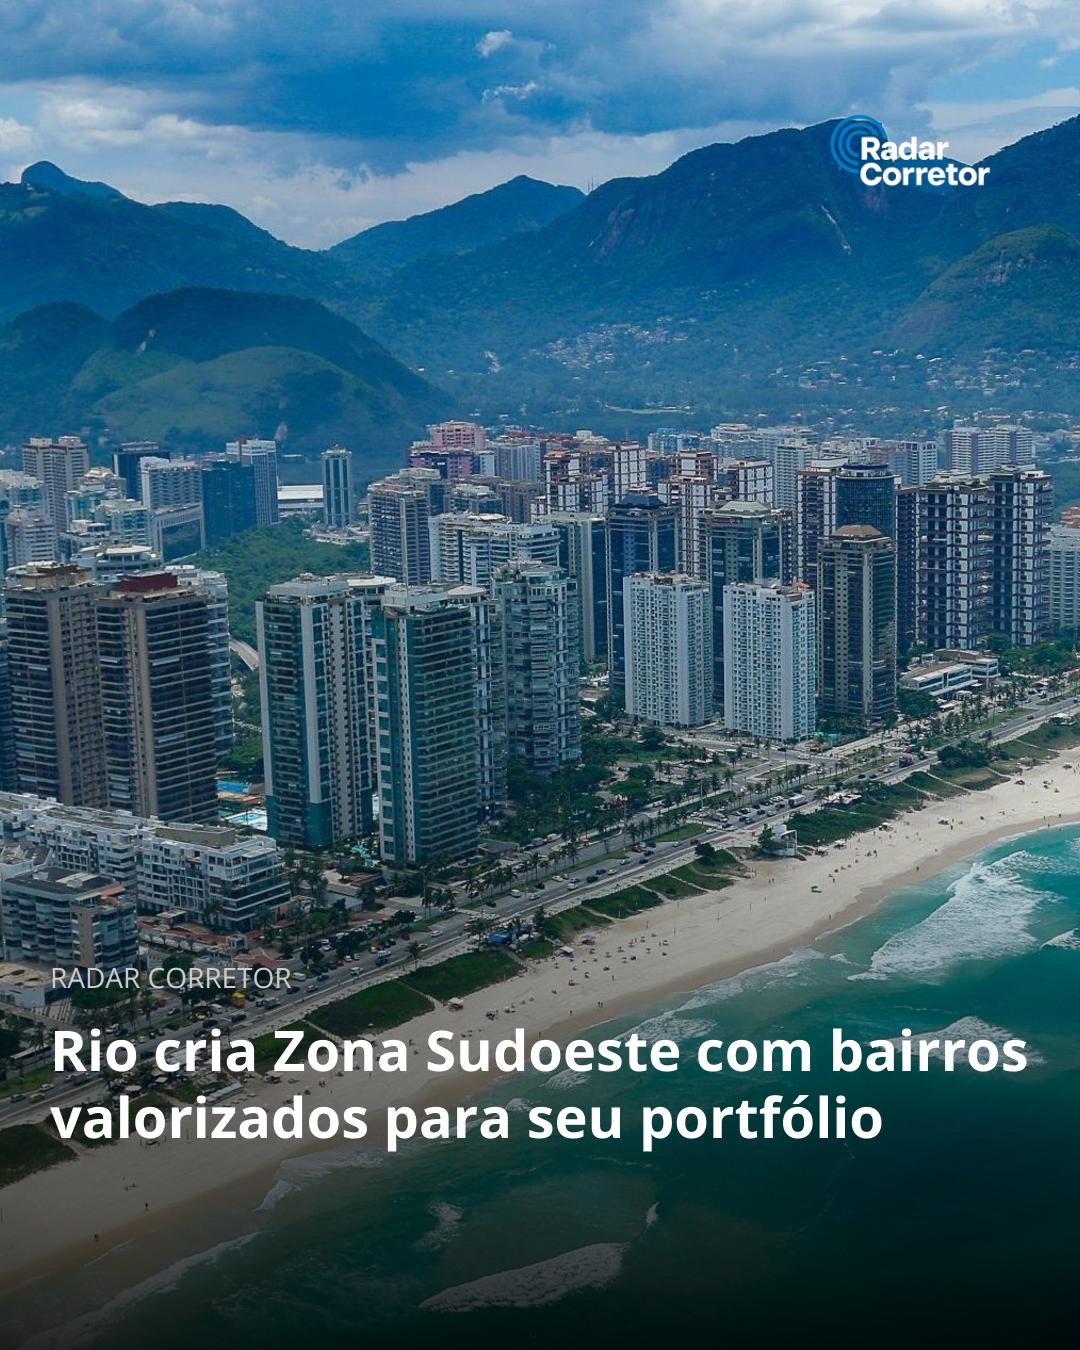 Radar
Corretor
RADAR CORRETOR
Rio cria Zona Sudoeste com bairros
valorizados para seu portfólio